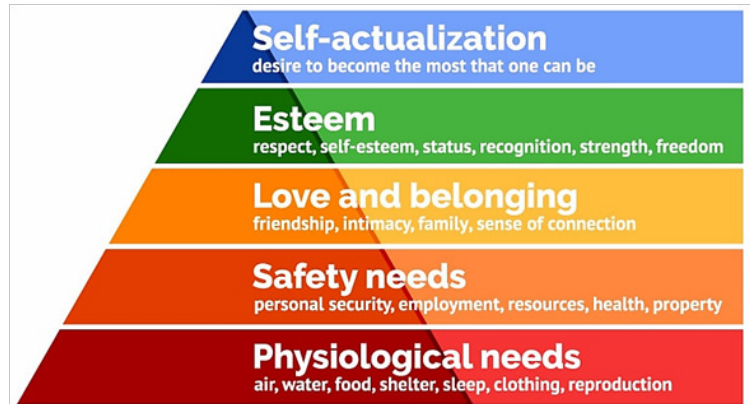 Self-actualization
desire to become the most that one can be
Esteem
respect, self-esteem, status, recognition, strength, freedom
Love and belonging
friendship, intimacy, family, sense of connection
Safety needs
personal security, employment, resources, health, property
Physiological needs
air, water, food, shelter, sleep, clothing, reproduction